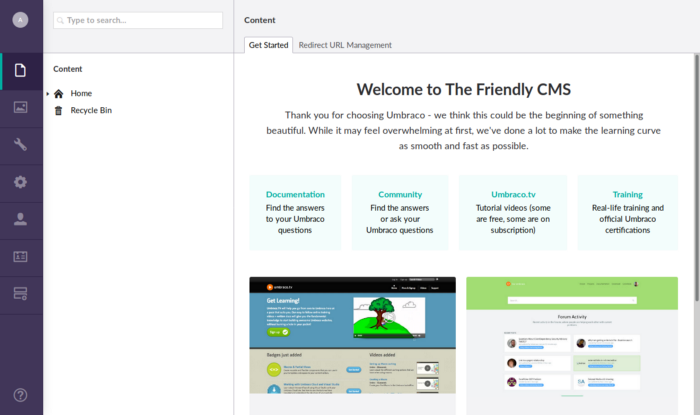 A
Type to search...
Content
Get Started
Redirect URL Management
Content
Home
Recycle Bin
Welcome to The Friendly CMS
Thank you for choosing Umbraco - we think this could be the beginning of something
beautiful. While it may feel overwhelming at first, we've done a lot to make the learning curve
as smooth and fast as possible.
Documentation
Find the answers
to your Umbraco
questions
Community
Find the answers
or ask your
Umbraco questions
Umbraco.tv
Tutorial videos (some
are free, some are on
subscription)
Training
Real-life training and
official Umbraco
certifications
Get Learning!
Badges just added
Videos added
Forum Activity